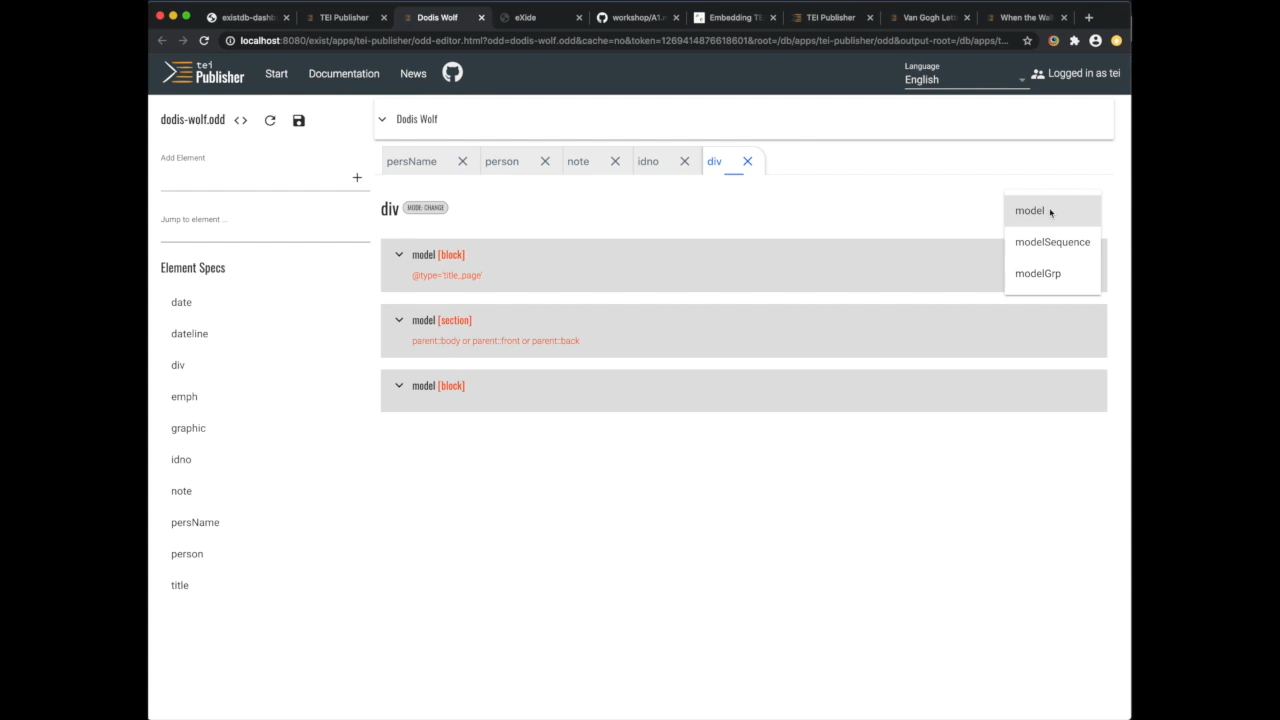 existdb-dashb
TEI Publisher
Dodis Wolf
eXide
workshop/A1.m
Embedding TE
TEI Publisher
Van Gogh Lett
When the Wa
localhost:8080/exist/apps/tei-publisher/odd-editor.html?odd=dodis-wolf.odd&cache=no&token=1269414876618601&root=/db/apps/tei-publisher/odd&output-root=/db/apps/t...
tei
Publisher
Start
Documentation
News
Language
English
Logged in as tei
dodis-wolf.odd
Dodis Wolf
Add Element
persName
person
note
idno
div
Jump to element ...
div
MODE: CHANGE
model
modelSequence
modelGrp
model [block]
@type='title_page'
model [section]
parent::body or parent::front or parent::back
model [block]
Element Specs
date
dateline
div
emph
graphic
idno
note
persName
person
title